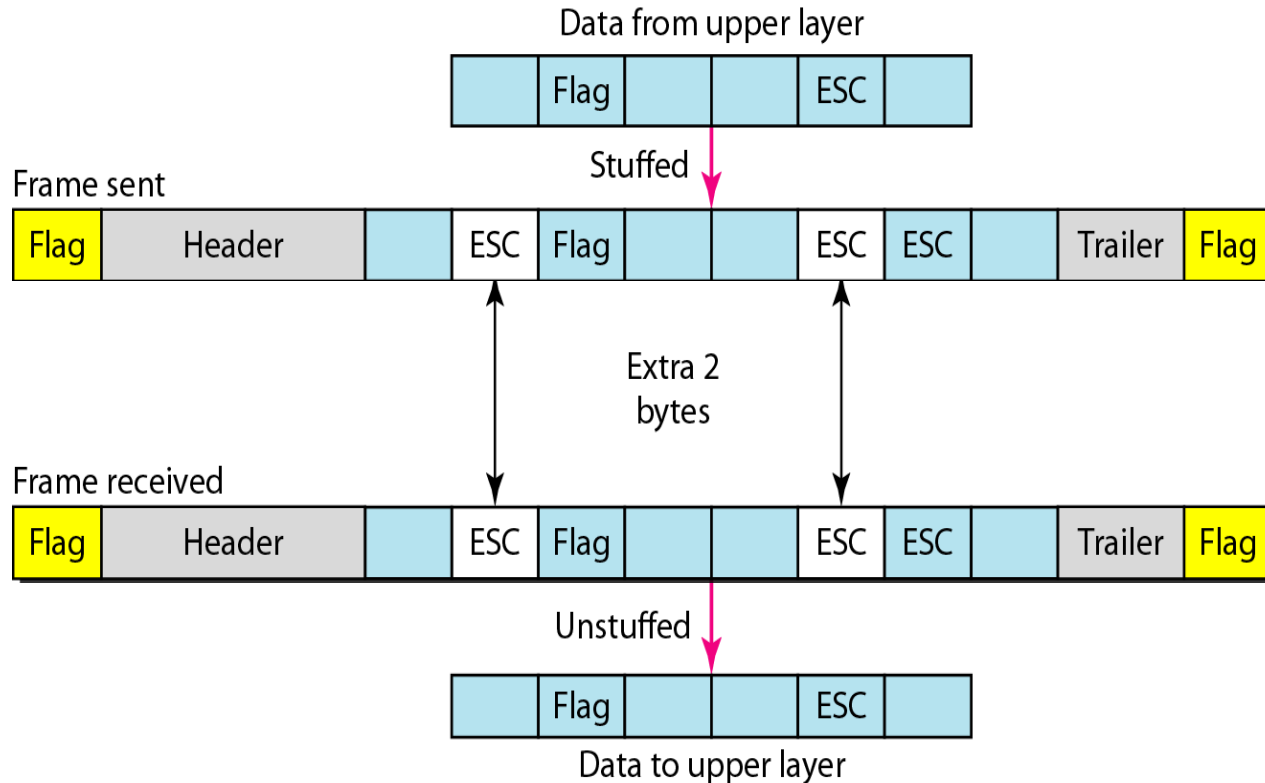 Data from upper layer
Flag ESC
Stuffed
Frame sent
Flag Header ESC Flag ESC ESC Trailer Flag
Extra 2
bytes
Frame received
Flag Header ESC Flag ESC ESC Trailer Flag
Unstuffed
Flag ESC
Data to upper layer